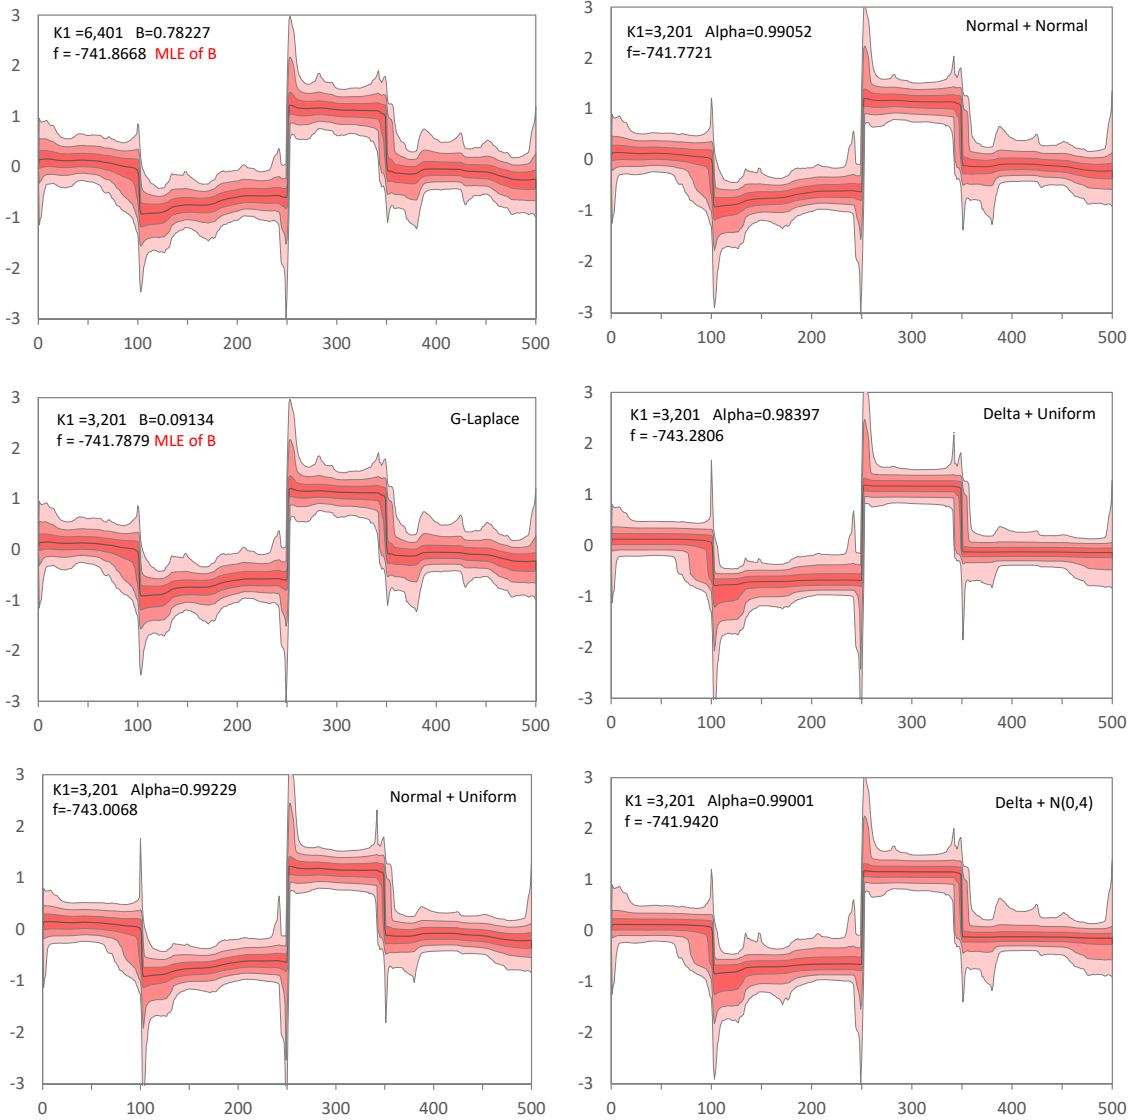 K1 =6,401 B=0.78227
f = -741.8668 MLE of B
3
2
1
0
-1
-2
-3
0 100 200 300 400 500
K1=3,201 Alpha=0.99052
f=-741.7721
Normal + Normal
3
2
1
0
-1
-2
-3
0 100 200 300 400 500
K1 =3,201 B=0.09134
f = -741.7879 MLE of B
G-Laplace
3
2
1
0
-1
-2
-3
0 100 200 300 400 500
K1 =3,201 Alpha=0.98397
f = -743.2806
Delta + Uniform
3
2
1
0
-1
-2
-3
0 100 200 300 400 500
K1=3,201 Alpha=0.99229
f=-743.0068
Normal + Uniform
3
2
1
0
-1
-2
-3
0 100 200 300 400 500
K1 =3,201 Alpha=0.99001
f = -741.9420
Delta + N(0,4)
3
2
1
0
-1
-2
-3
0 100 200 300 400 500